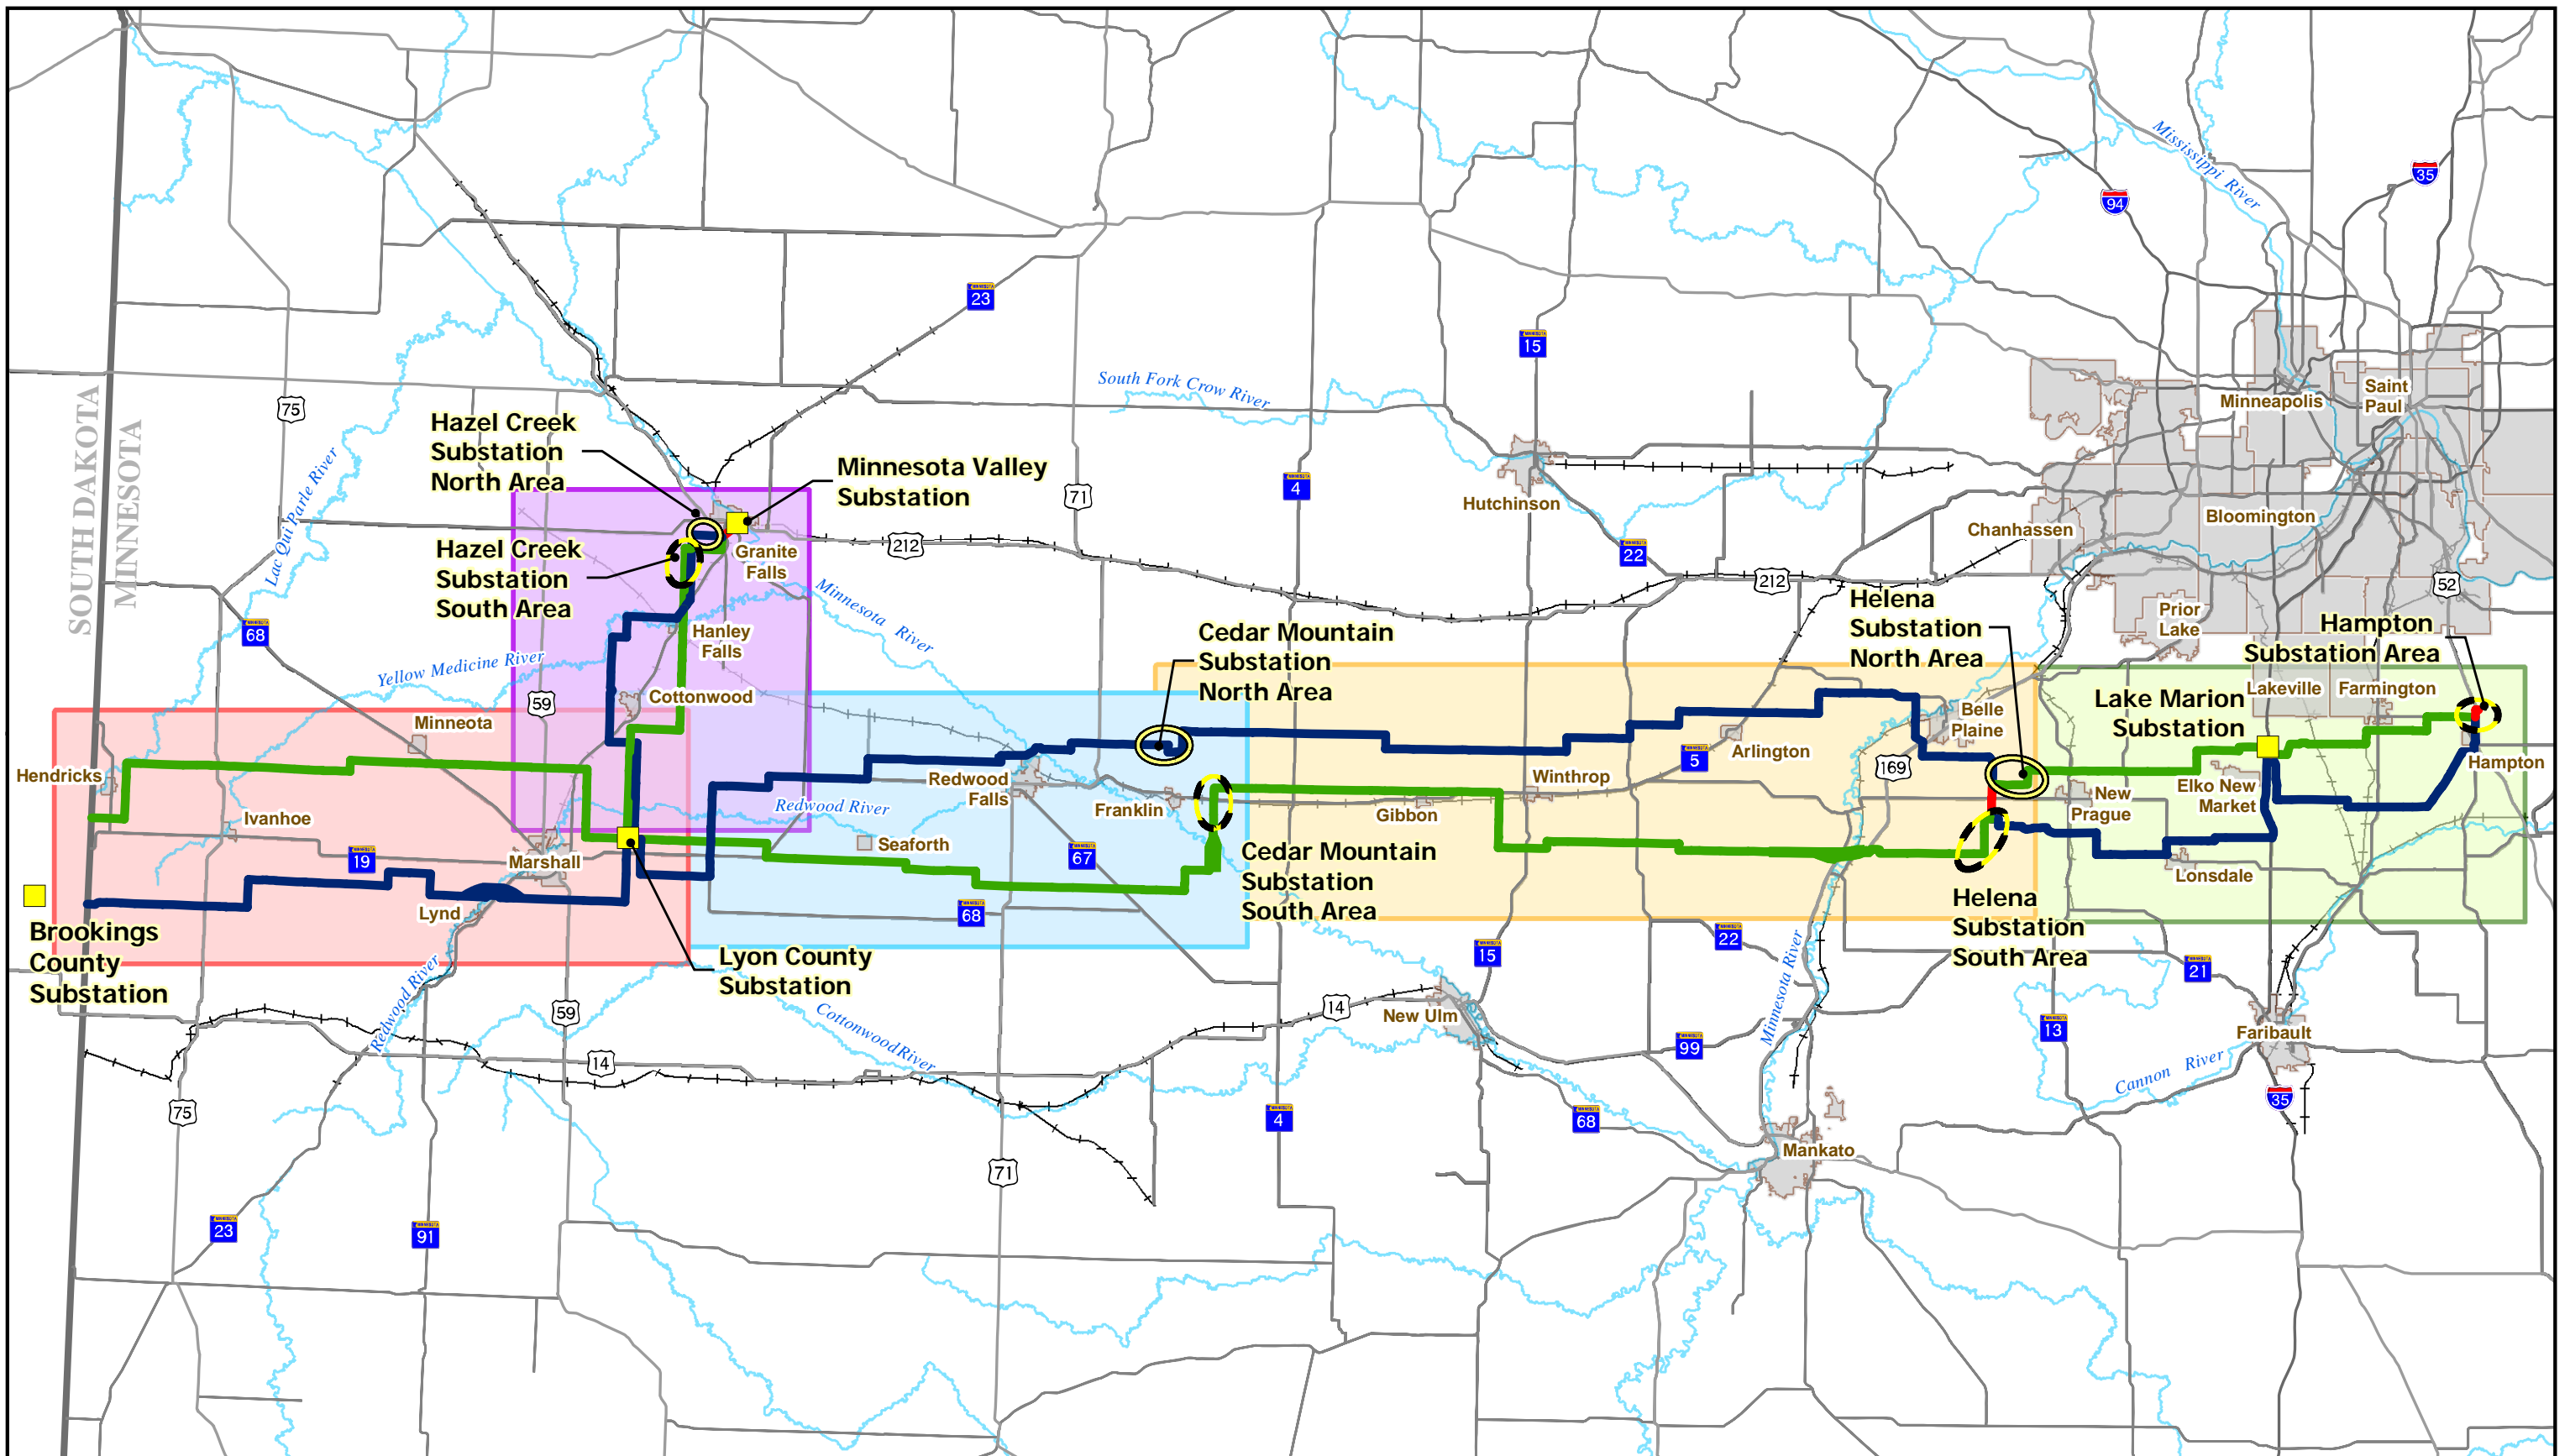 Mississippi River
35
94
23
15
South Fork Crow River
SOUTH DAKOTA
MINNESOTA
75
Minneapolis
Saint
Paul
Hazel Creek
Substation
North Area
Minnesota Valley
Substation
4
71
Hutchinson
Bloomington
Chanhassen
Lac Qui Parle River
212
22
212
52
Hazel Creek
Substation
South Area
Granite
Falls
Minnesota River
68
Hanley
Falls
Yellow Medicine River
Cedar Mountain
Substation
North Area
Helena
Substation
North Area
Prior
Lake
Hampton
Substation Area
59
Cottonwood
Minneota
Lake Marion
Substation
Lakeville
Farmington
Belle
Plaine
Arlington
5
169
Hampton
Hendricks
Redwood
Falls
Winthrop
Elko New
Market
New
Prague
Ivanhoe
Redwood River
Franklin
Gibbon
Seaforth
19
Marshall
67
Cedar Mountain
Substation
South Area
Lonsdale
Lynd
68
Helena
Substation
South Area
Brookings
County
Substation
Lyon County
Substation
22
15
21
Redwood River
Minnesota River
59
14
New Ulm
Cottonwood River
13
Faribault
99
14
Cannon River
75
4
68
35
Mankato
71
23
91